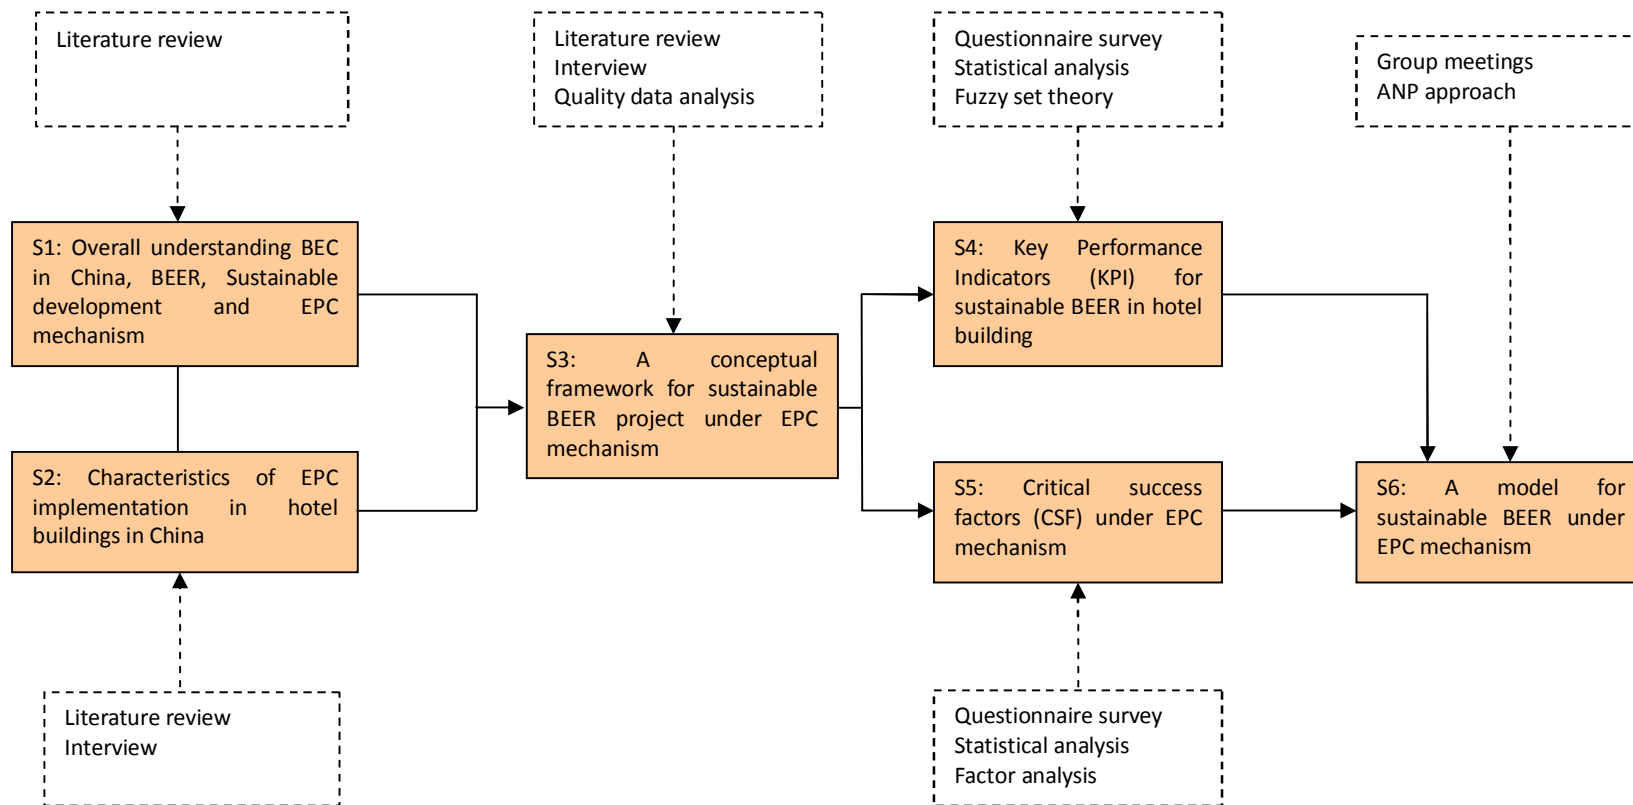 Literature review
Literature review
Interview
Quality data analysis
Questionnaire survey
Statistical analysis
Fuzzy set theory
Group meetings
ANP approach
S1: Overall understanding BEC
in China, BEER, Sustainable
development and EPC
mechanism
S4: Key Performance
Indicators (KPI) for
sustainable BEER in hotel
building
S3: A conceptual
framework for sustainable
BEER project under EPC
mechanism
S2: Characteristics of EPC
implementation in hotel
buildings in China
S5: Critical success
factors (CSF) under EPC
mechanism
S6: A model for
sustainable BEER under
EPC mechanism
Literature review
Interview
Questionnaire survey
Statistical analysis
Factor analysis